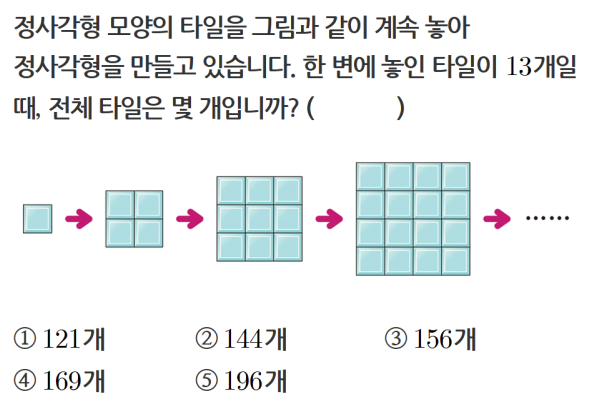 정사각형 모양의 타일을 그림과 같이 계속 놓아
정사각형을 만들고 있습니다. 한 변에 놓인 타일이 13개일
때, 전체 타일은 몇 개입니까? (          )
……
① 121개 ② 144개 ③ 156개
④ 169개 ⑤ 196개